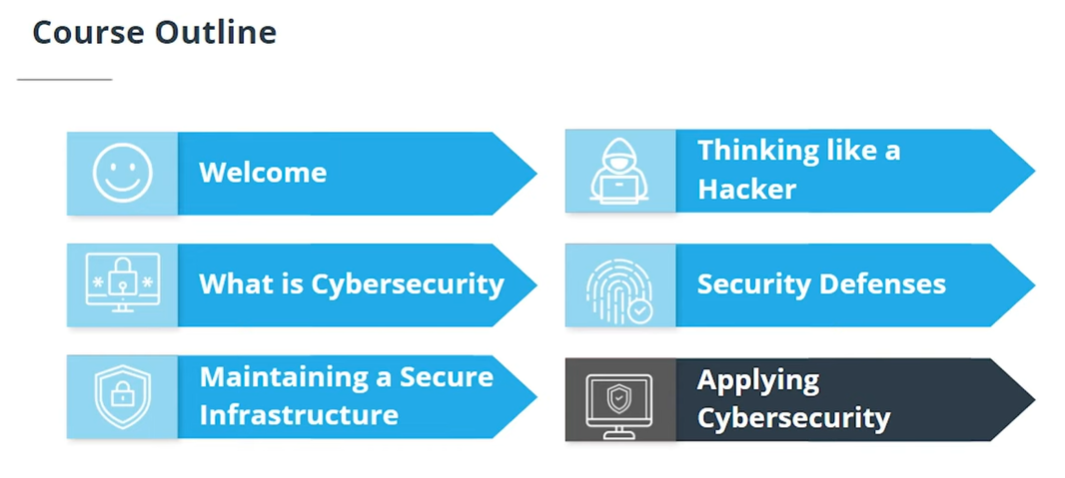 Course Outline
Welcome
What is Cybersecurity
Maintaining a Secure
Infrastructure
Thinking like a
Hacker
Security Defenses
Applying
Cybersecurity